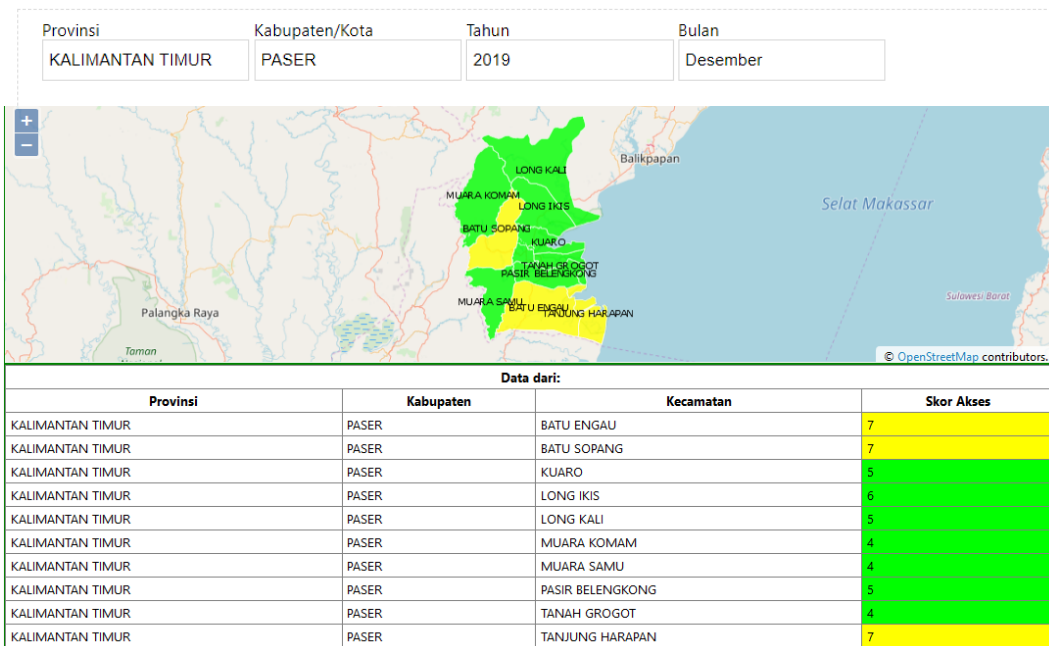 Provinsi Kabupaten/Kota Tahun Bulan
KALIMANTAN TIMUR PASER 2019 Desember
+
−
Balikpapan
LONG KALI
MUARA KOMAM
LONG IKIS
Selat Makassar
BATU SOPANG
KUARO
TANAH GROGOT
PASIR BELENGKONG
Sulawesi Barat
MUARA SAMU
BATU ENGAU
TANJUNG HARAPAN
Palangka Raya
Taman
© OpenStreetMap contributors.
Data dari:
Provinsi Kabupaten Kecamatan Skor Akses
KALIMANTAN TIMUR PASER BATU ENGAU 7
KALIMANTAN TIMUR PASER BATU SOPANG 7
KALIMANTAN TIMUR PASER KUARO 5
KALIMANTAN TIMUR PASER LONG IKIS 6
KALIMANTAN TIMUR PASER LONG KALI 5
KALIMANTAN TIMUR PASER MUARA KOMAM 4
KALIMANTAN TIMUR PASER MUARA SAMU 4
KALIMANTAN TIMUR PASER PASIR BELENGKONG 5
KALIMANTAN TIMUR PASER TANAH GROGOT 4
KALIMANTAN TIMUR PASER TANJUNG HARAPAN 7